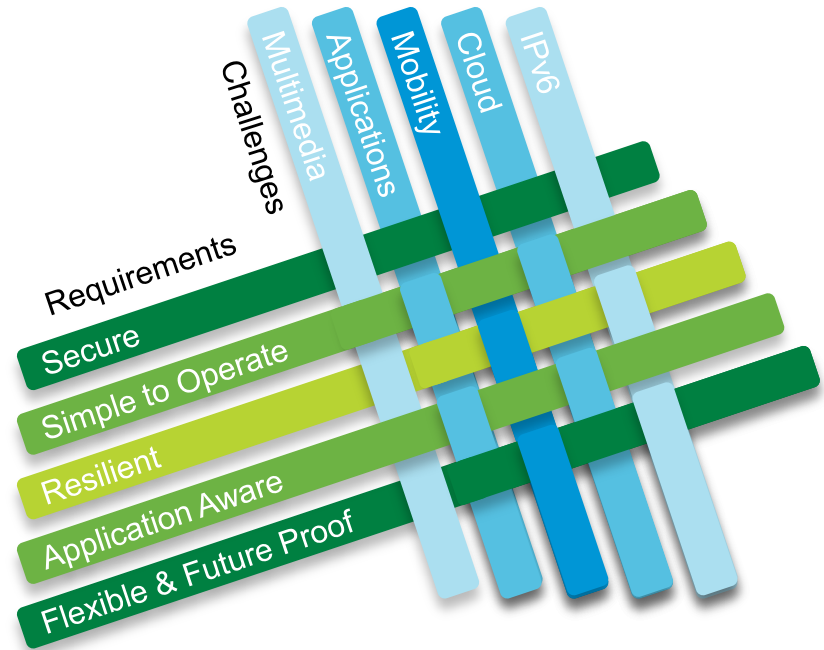 Challenges
Multimedia
Applications
Mobility
Cloud
IPv6
Requirements
Secure
Simple to Operate
Resilient
Application Aware
Flexible & Future Proof